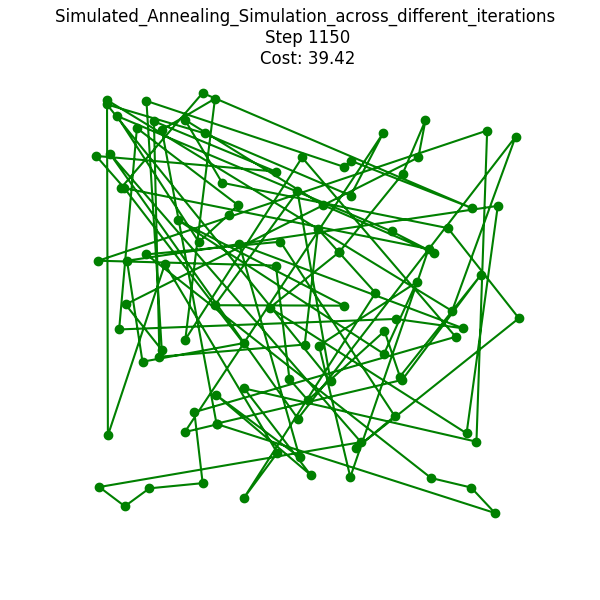 Simulated_Annealing_Simulation_across_different_iterations
Step 1150
Cost: 39.42